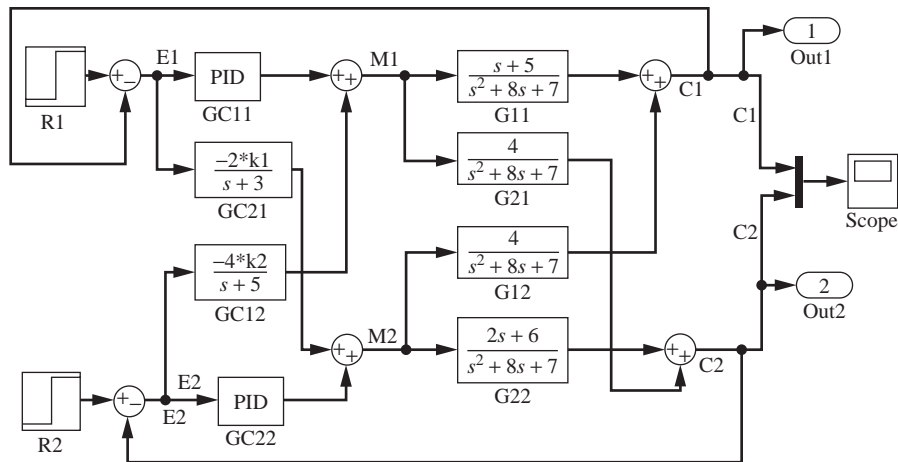 1
Out1
R1
+
−
E1
PID
GC11
+
+
M1
s + 5
s² + 8s + 7
G11
+
+
C1
C1
−2*k1
s + 3
GC21
4
s² + 8s + 7
G21
Scope
−4*k2
s + 5
GC12
4
s² + 8s + 7
G12
C2
2
Out2
+
+
M2
2s + 6
s² + 8s + 7
G22
+
+
C2
R2
+
−
E2
E2
PID
GC22